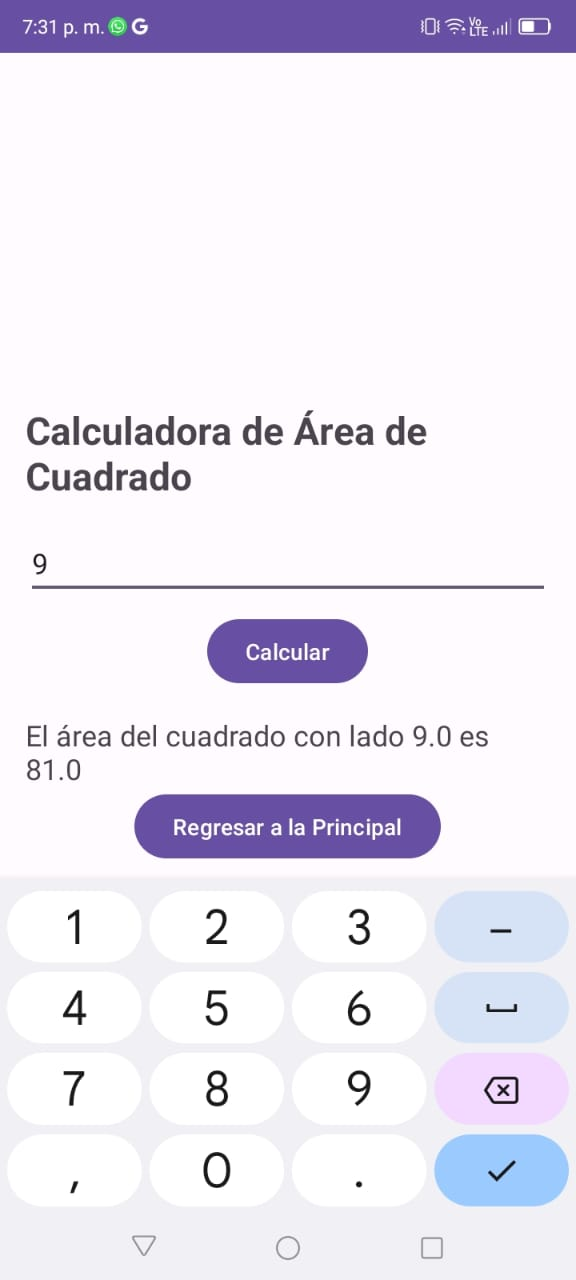 7:31 p. m.
Vo
LTE
Calculadora de Área de
Cuadrado
9
Calcular
El área del cuadrado con lado 9.0 es
81.0
Regresar a la Principal
1 2 3 –
4 5 6
7 8 9
, 0 .